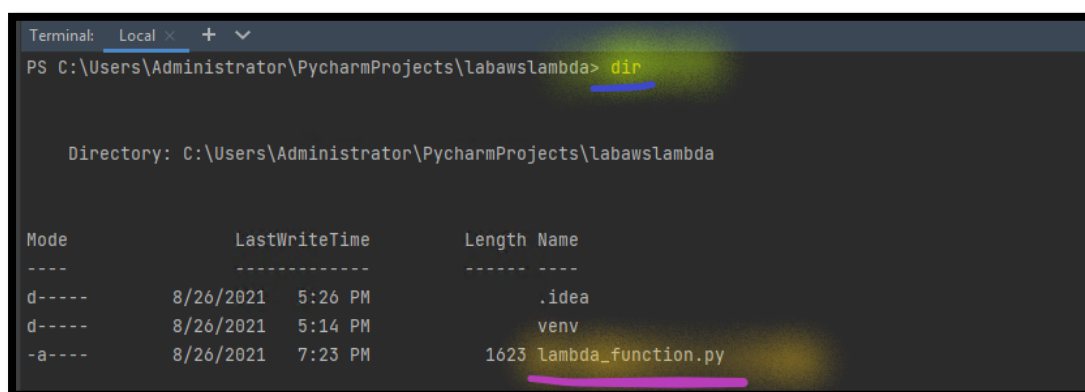 Terminal: Local × + ⌄
PS C:\Users\Administrator\PycharmProjects\labawslambda> dir
Directory: C:\Users\Administrator\PycharmProjects\labawslambda
Mode LastWriteTime Length Name
---- ------------- ------ ----
d----- 8/26/2021 5:26 PM .idea
d----- 8/26/2021 5:14 PM venv
-a---- 8/26/2021 7:23 PM 1623 lambda_function.py